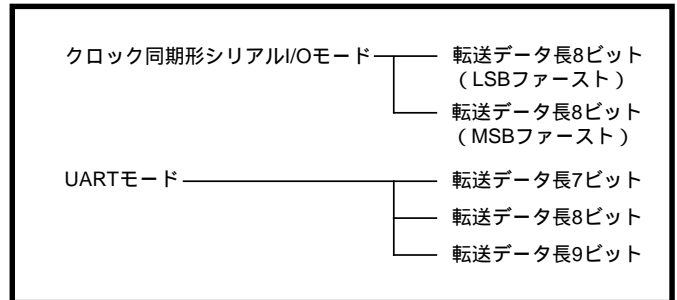 クロック同期形シリアルI/Oモード
転送データ長8ビット
（LSBファースト）
転送データ長8ビット
（MSBファースト）
UARTモード
転送データ長7ビット
転送データ長8ビット
転送データ長9ビット